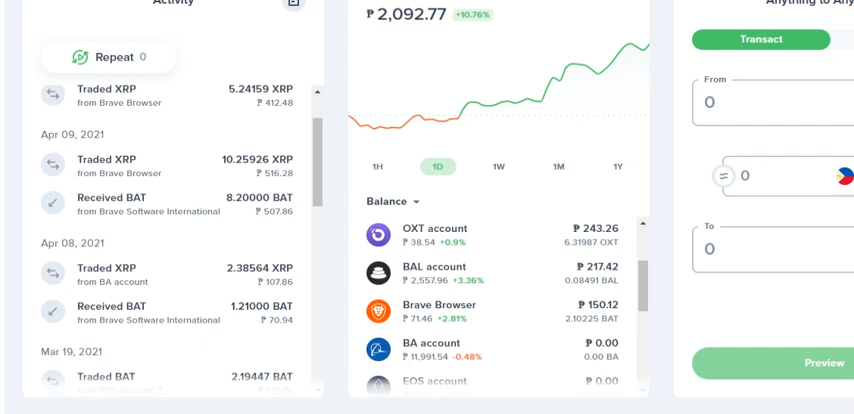 Activity
Repeat 0
Traded XRP 5.24159 XRP
from Brave Browser ₱ 412.48
Apr 09, 2021
Traded XRP 10.25926 XRP
from Brave Browser ₱ 516.28
Received BAT 8.20000 BAT
from Brave Software International ₱ 507.86
Apr 08, 2021
Traded XRP 2.38564 XRP
from BA account ₱ 107.86
Received BAT 1.21000 BAT
from Brave Software International ₱ 70.94
Mar 19, 2021
Traded BAT 2.19447 BAT
₱ 2,092.77 +10.76%
1H 1D 1W 1M 1Y
Balance
OXT account ₱ 243.26
₱ 38.54 +0.9% 6.31987 OXT
BAL account ₱ 217.42
₱ 2,557.96 +3.36% 0.08491 BAL
Brave Browser ₱ 150.12
₱ 71.46 +2.81% 2.10225 BAT
BA account ₱ 0.00
₱ 11,991.54 -0.48% 0.00 BA
EOS account ₱ 0.00
Anything to Any
Transact
From
0
= 0
To
0
Preview